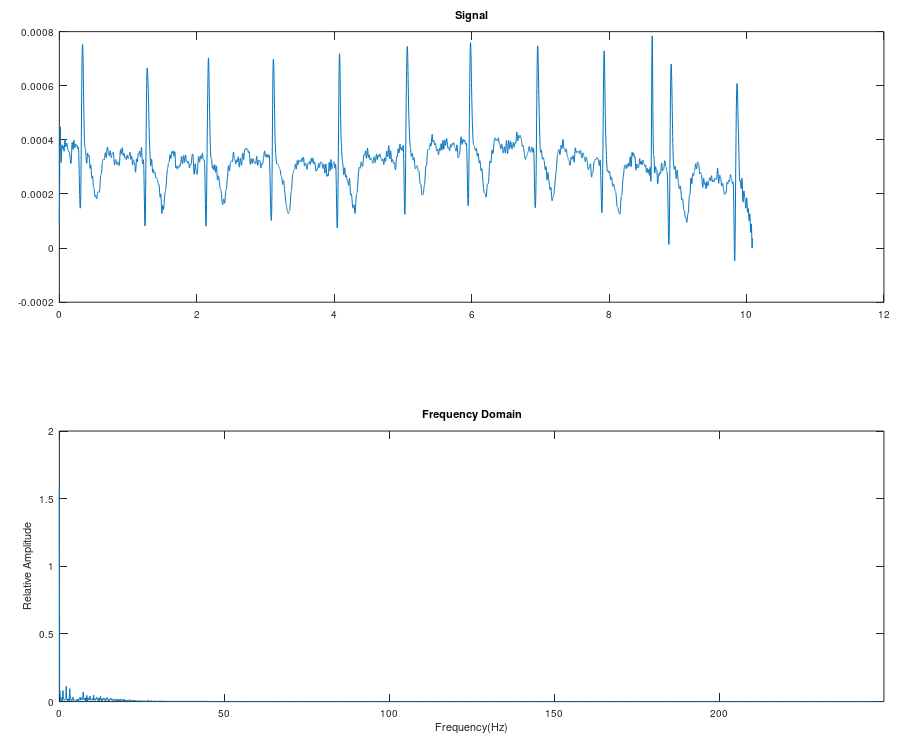 Signal
0.0008
0.0006
0.0004
0.0002
0
-0.0002
0 2 4 6 8 10 12
Frequency Domain
2
1.5
1
0.5
0
Relative Amplitude
0 50 100 150 200
Frequency(Hz)